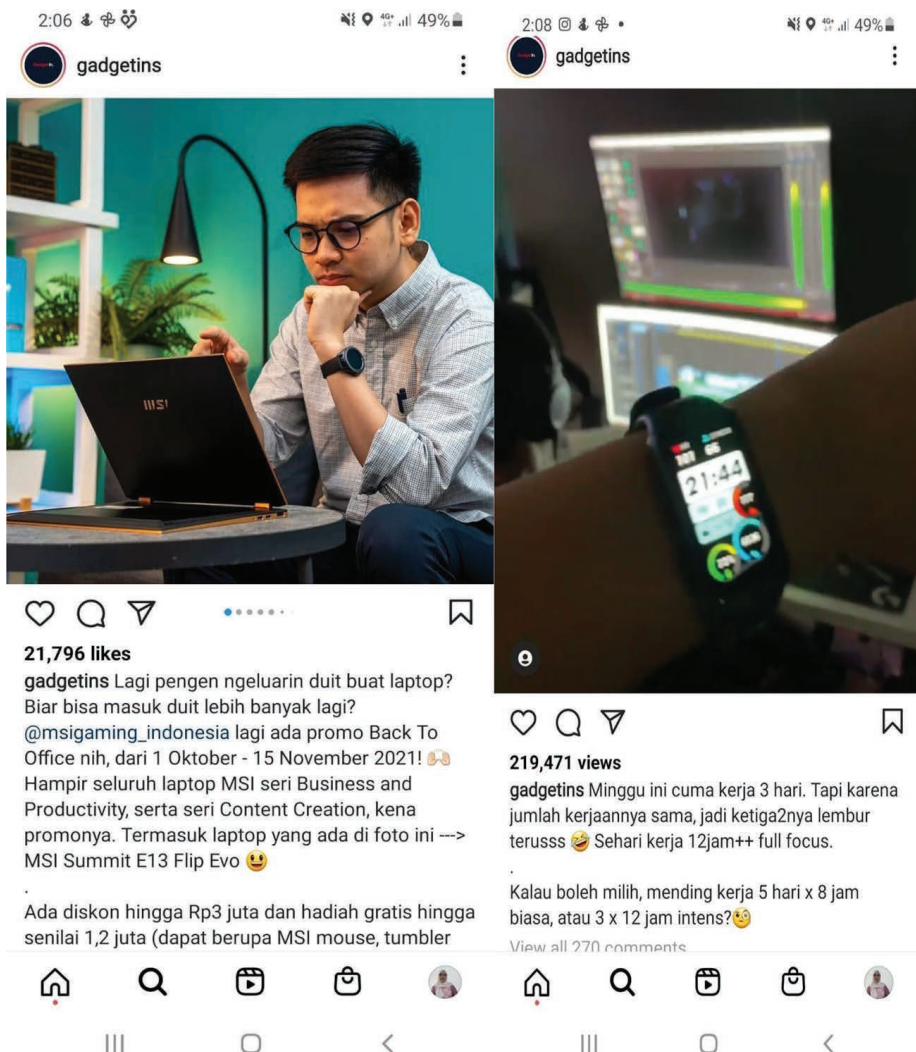 2:06
4G+
49%
gadgetins
msi
21,796 likes
gadgetins Lagi pengen ngeluarin duit buat laptop?
Biar bisa masuk duit lebih banyak lagi?
@msigaming_indonesia lagi ada promo Back To
Office nih, dari 1 Oktober - 15 November 2021! 🙌🏻
Hampir seluruh laptop MSI seri Business and
Productivity, serta seri Content Creation, kena
promonya. Termasuk laptop yang ada di foto ini --->
MSI Summit E13 Flip Evo 😃
.
Ada diskon hingga Rp3 juta dan hadiah gratis hingga
senilai 1,2 juta (dapat berupa MSI mouse, tumbler
2:08
4G+
49%
gadgetins
21:44
219,471 views
gadgetins Minggu ini cuma kerja 3 hari. Tapi karena
jumlah kerjaannya sama, jadi ketiga2nya lembur
terusss 🤣 Sehari kerja 12jam++ full focus.
.
Kalau boleh milih, mending kerja 5 hari x 8 jam
biasa, atau 3 x 12 jam intens?🧐
View all 270 comments